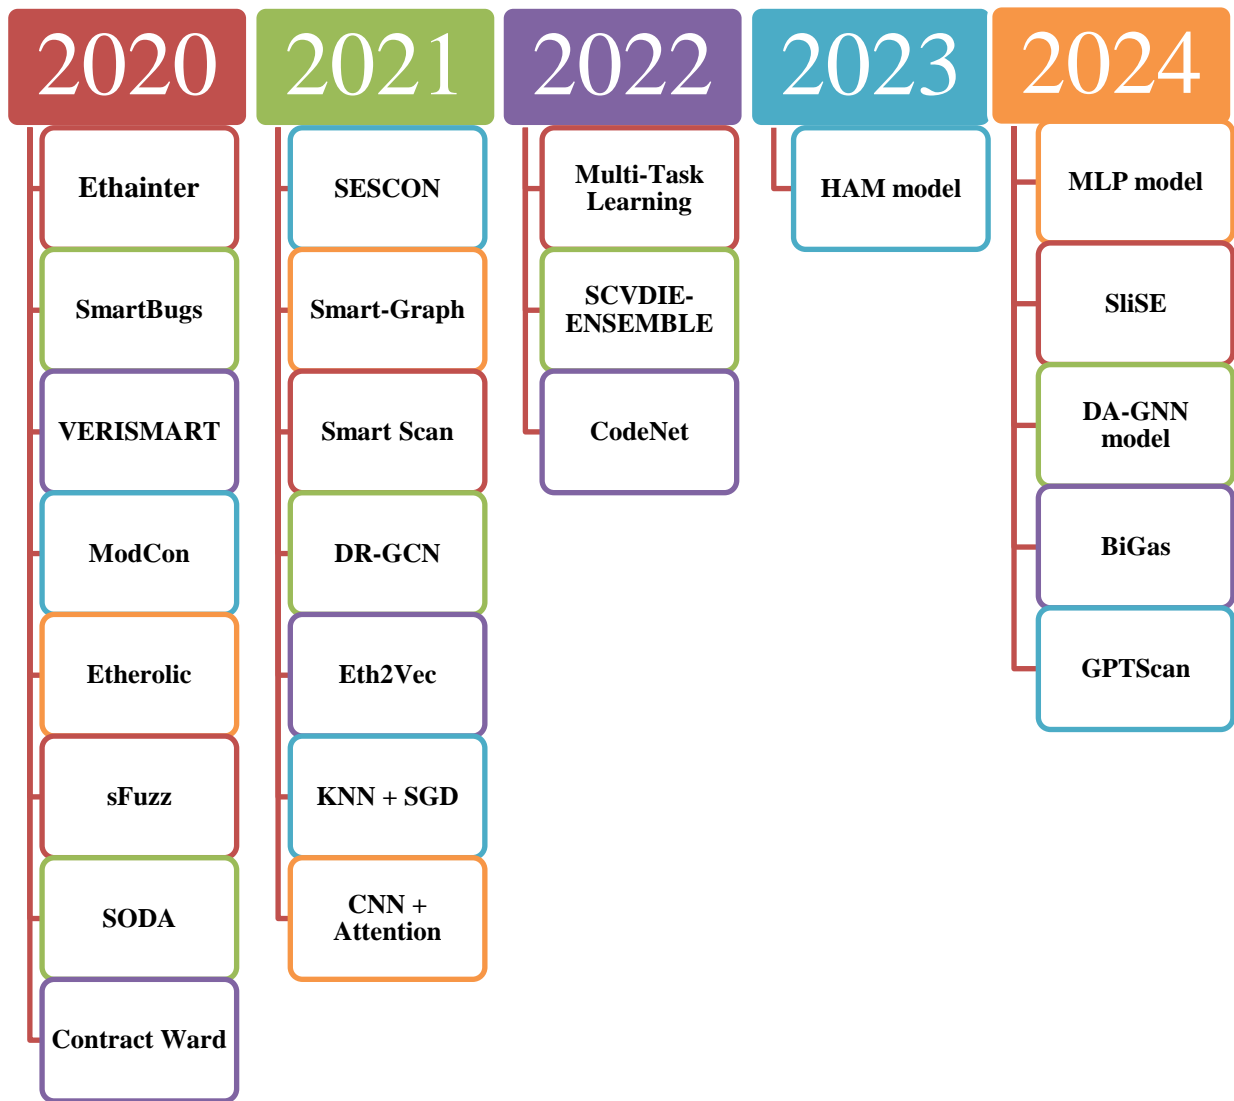 2020
Ethainter
SmartBugs
VERISMART
ModCon
Etherolic
sFuzz
SODA
Contract Ward
2021
SESCON
Smart-Graph
Smart Scan
DR-GCN
Eth2Vec
KNN + SGD
CNN +
Attention
2022
Multi-Task
Learning
SCVDIE-
ENSEMBLE
CodeNet
2023
HAM model
2024
MLP model
SliSE
DA-GNN
model
BiGas
GPTScan